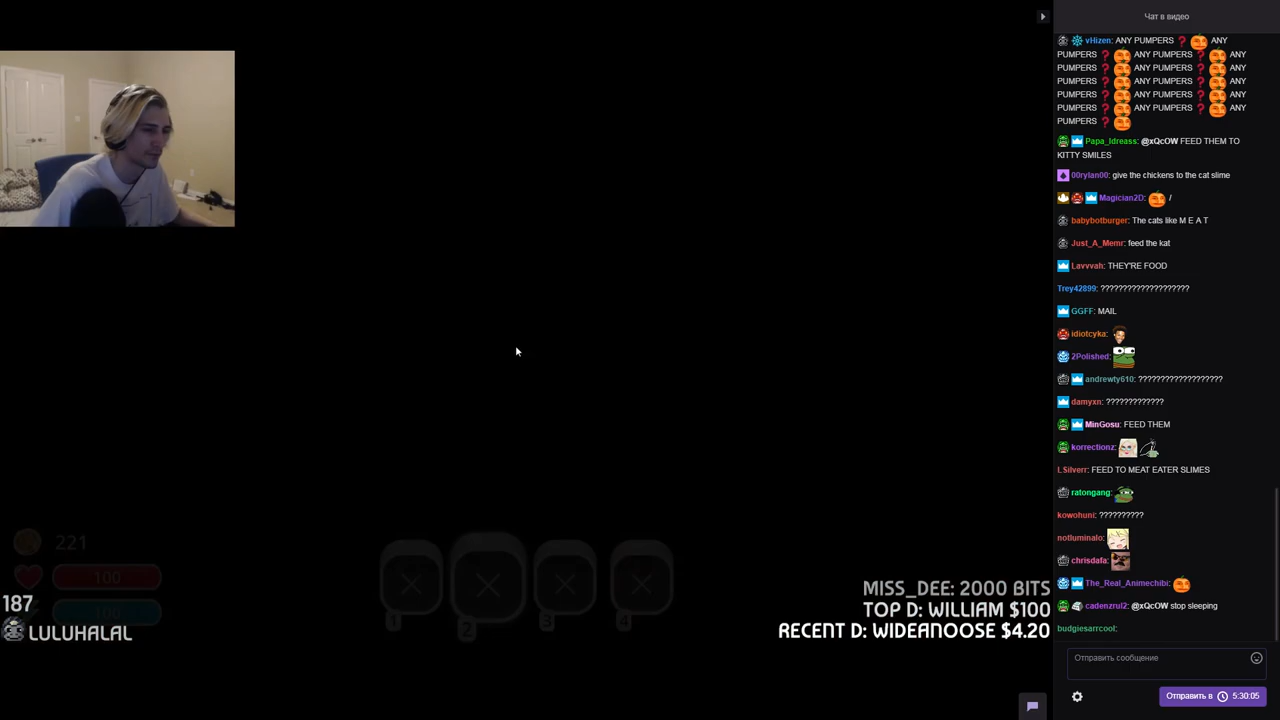 Чат в видео
vHizen: ANY PUMPERS ANY
PUMPERS ANY PUMPERS ANY
PUMPERS ANY PUMPERS ANY
PUMPERS ANY PUMPERS ANY
PUMPERS ANY PUMPERS ANY
PUMPERS ANY PUMPERS ANY
PUMPERS
Papa_Idreass: @xQcOW FEED THEM TO
KITTY SMILES
00rylan00: give the chickens to the cat slime
Magician2D: /
babybotburger: The cats like M E A T
Just_A_Memr: feed the kat
Lavvvah: THEY'RE FOOD
Trey42899: ????????????????????
GGFF: MAIL
idiotcyka:
2Polished:
andrewty610: ???????????????????
damyxn: ?????????????
MinGosu: FEED THEM
korrectionz:
LSilverr: FEED TO MEAT EATER SLIMES
ratongang:
kowohuni: ??????????
notluminalo:
chrisdafa:
The_Real_Animechibi:
cadenzrul2: @xQcOW stop sleeping
budgiesarrcool:
Отправить сообщение
Отправить в 5:30:05
221
100
100
187
LULUHALAL
1
2
3
4
MISS_DEE: 2000 BITS
TOP D: WILLIAM $100
RECENT D: WIDEANOOSE $4.20